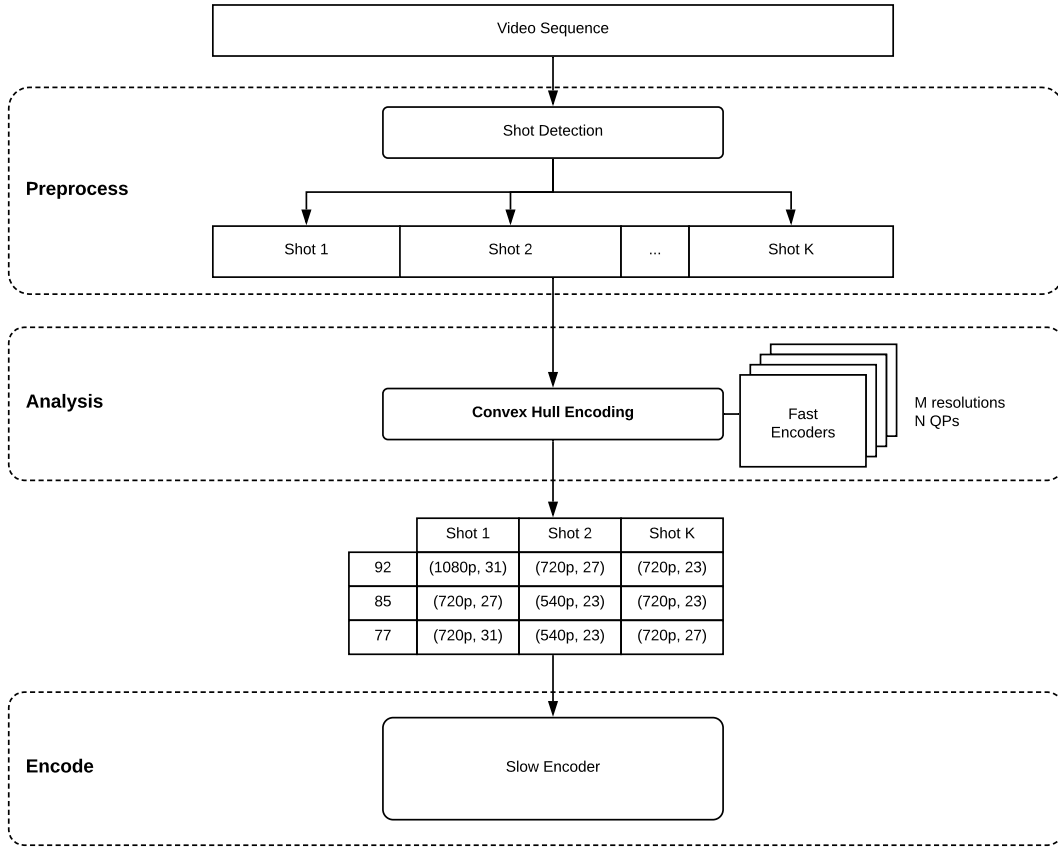 Video Sequence
Shot Detection
Preprocess
Shot 1 Shot 2 ... Shot K
Analysis
Convex Hull Encoding
Fast
Encoders
M resolutions
N QPs
Shot 1 Shot 2 Shot K
92 (1080p, 31) (720p, 27) (720p, 23)
85 (720p, 27) (540p, 23) (720p, 23)
77 (720p, 31) (540p, 23) (720p, 27)
Encode
Slow Encoder